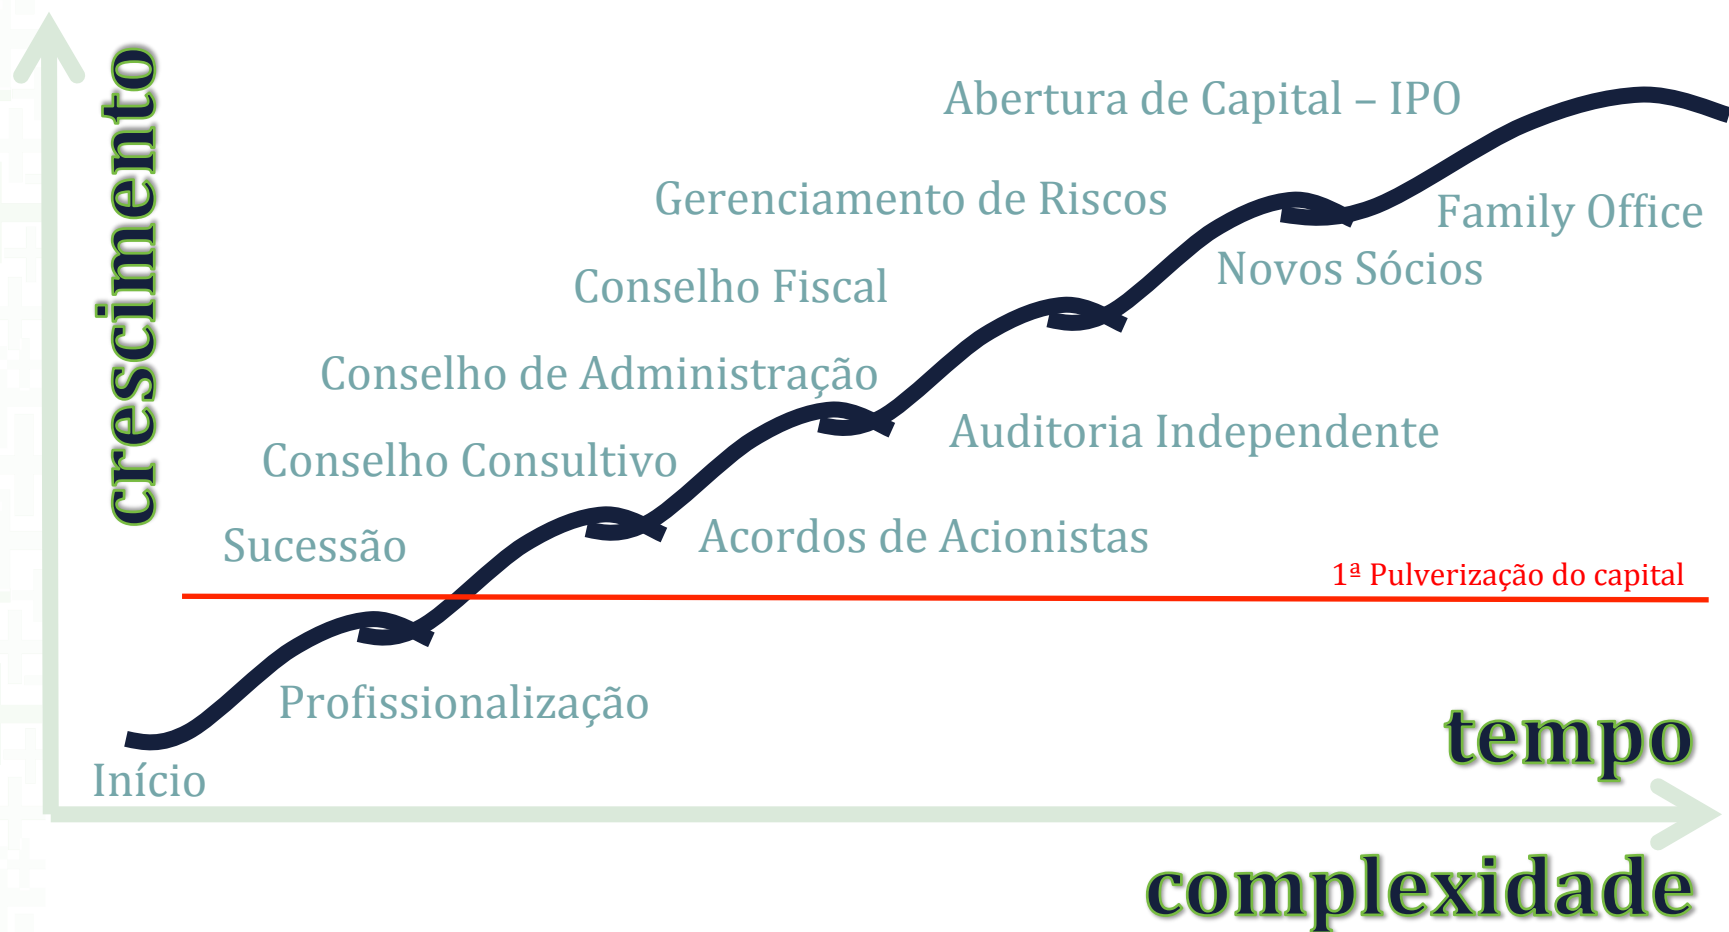 crescimento
Abertura de Capital – IPO
Gerenciamento de Riscos
Family Office
Novos Sócios
Conselho Fiscal
Conselho de Administração
Auditoria Independente
Conselho Consultivo
Acordos de Acionistas
Sucessão
1ª Pulverização do capital
Profissionalização
Início
tempo
complexidade